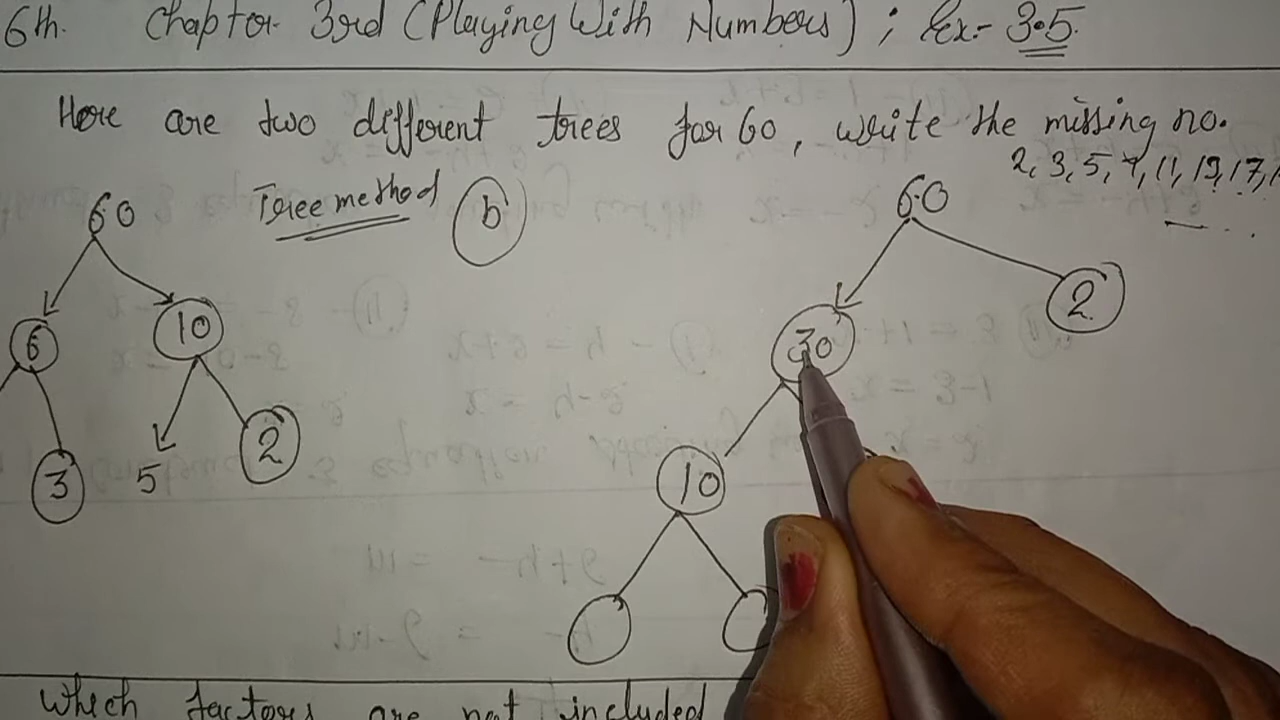 6th. Chaptor 3rd (Playing With Numbers) ; Ex:- 3.5
Here are two different trees for 60, write the missing no.
2, 3, 5, 7, 11, 13, 17,
60 Tree method b 60
2
6 10 30
3 5 2 10
Which factors are not included